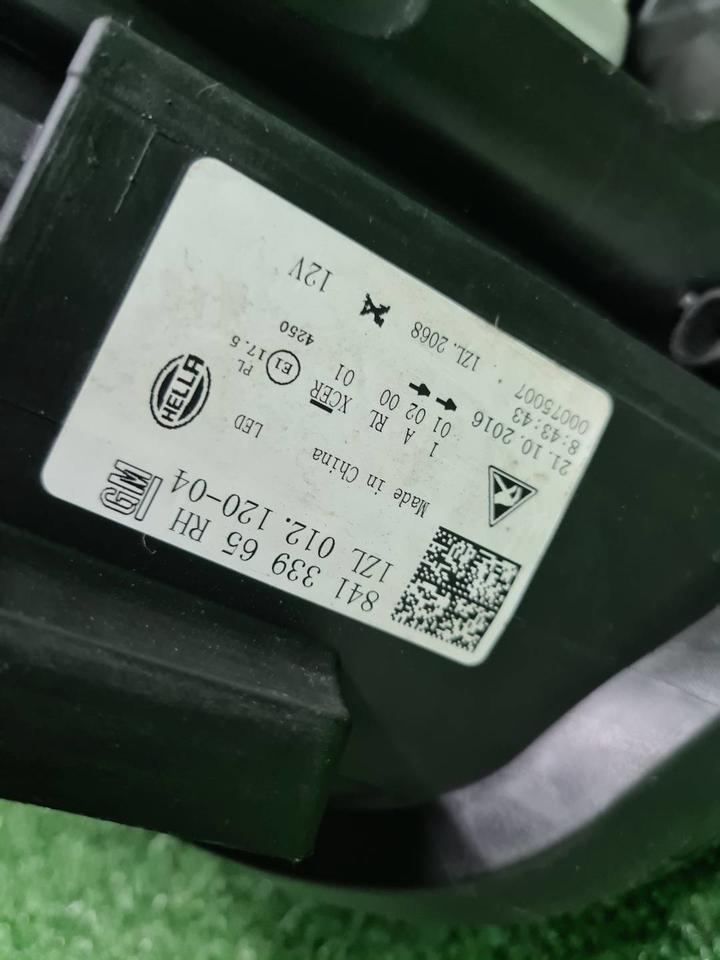 841 339 65 RH
GM
1ZL 012.120-04
HELLA
LED
Made in China
PL
E1 17.5
4250
XCER
01
1 A RL
01 02 00
21.10.2016
8:43:43
00075007
1ZL.2068
12V